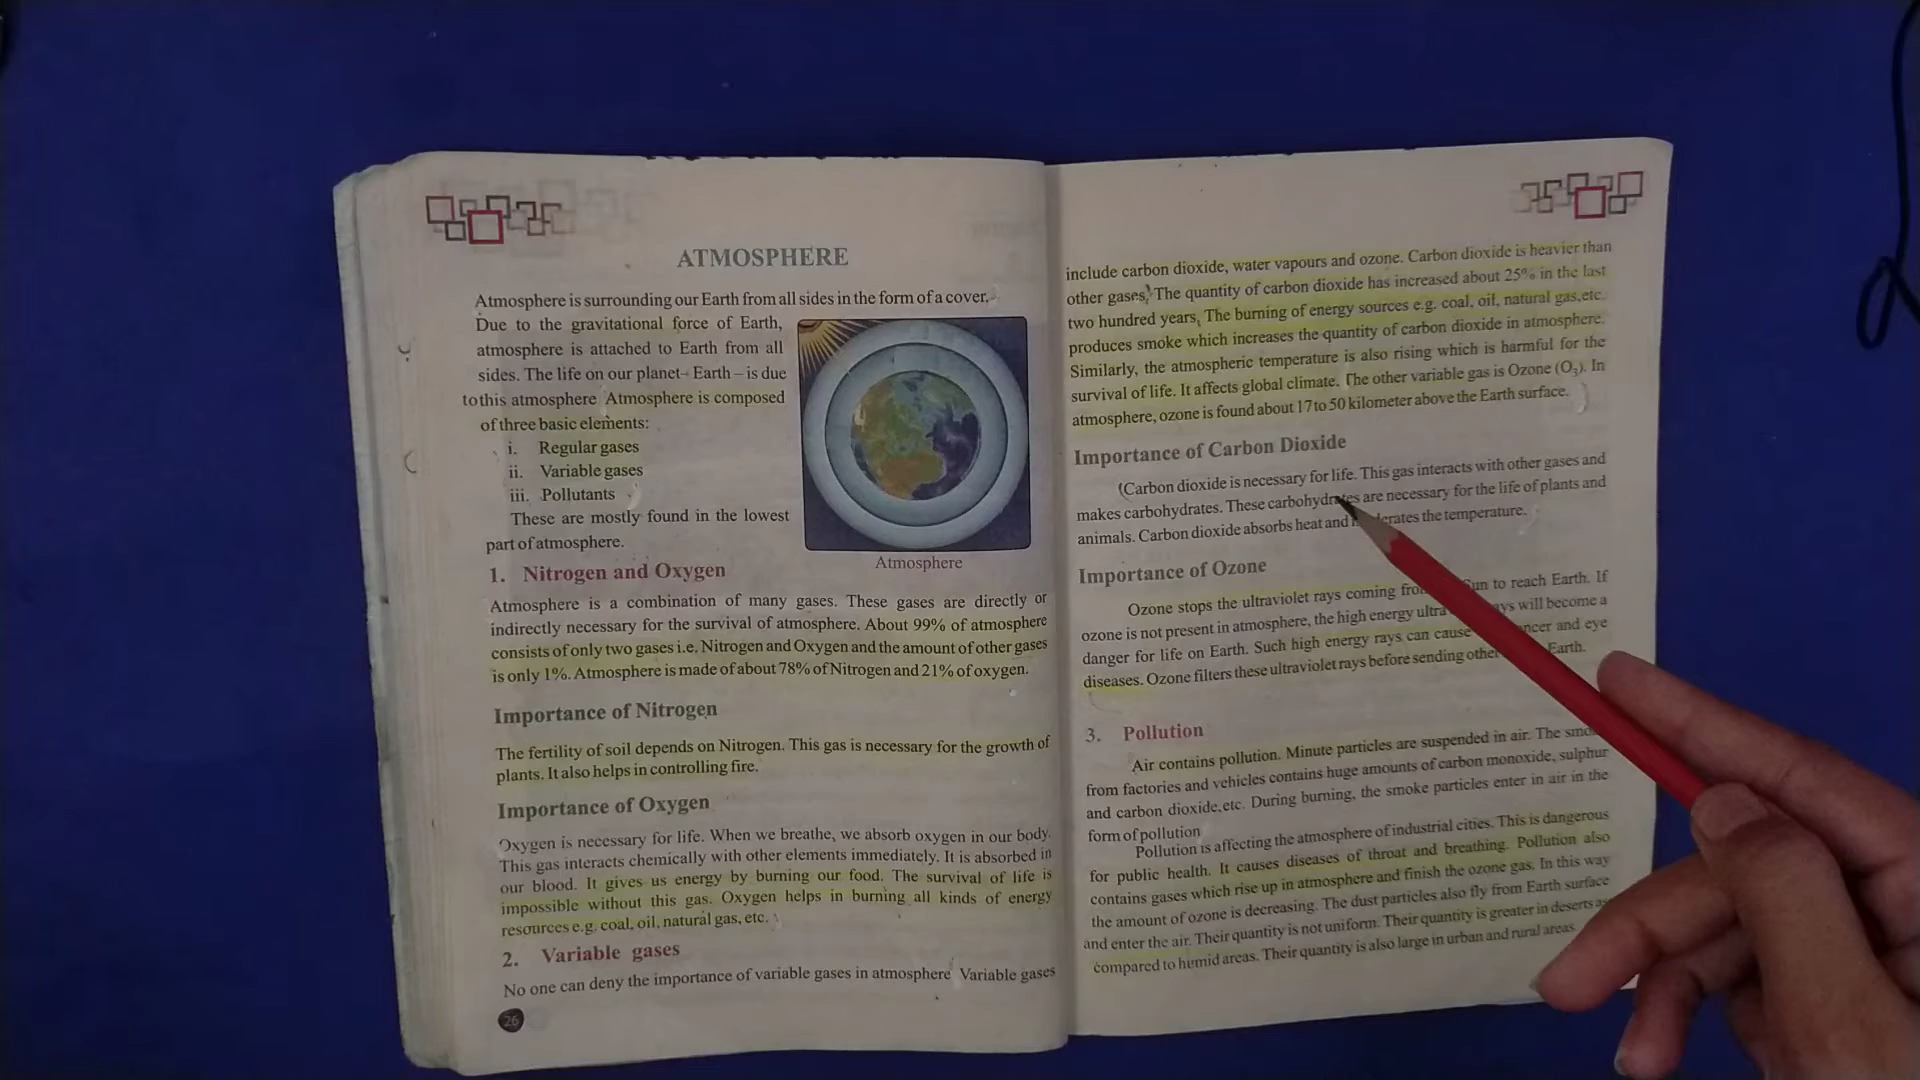 ATMOSPHERE
Atmosphere is surrounding our Earth from all sides in the form of a cover.
Due to the gravitational force of Earth,
atmosphere is attached to Earth from all
sides. The life on our planet – Earth – is due
to this atmosphere Atmosphere is composed
of three basic elements:
i. Regular gases
ii. Variable gases
iii. Pollutants
These are mostly found in the lowest
part of atmosphere.
Atmosphere
1. Nitrogen and Oxygen
Atmosphere is a combination of many gases. These gases are directly or
indirectly necessary for the survival of atmosphere. About 99% of atmosphere
consists of only two gases i.e. Nitrogen and Oxygen and the amount of other gases
is only 1%. Atmosphere is made of about 78% of Nitrogen and 21% of oxygen.
Importance of Nitrogen
The fertility of soil depends on Nitrogen. This gas is necessary for the growth of
plants. It also helps in controlling fire.
Importance of Oxygen
Oxygen is necessary for life. When we breathe, we absorb oxygen in our body.
This gas interacts chemically with other elements immediately. It is absorbed in
our blood. It gives us energy by burning our food. The survival of life is
impossible without this gas. Oxygen helps in burning all kinds of energy
resources e.g. coal, oil, natural gas, etc.
2. Variable gases
No one can deny the importance of variable gases in atmosphere Variable gases
26
include carbon dioxide, water vapours and ozone. Carbon dioxide is heavier than
other gases. The quantity of carbon dioxide has increased about 25% in the last
two hundred years. The burning of energy sources e.g. coal, oil, natural gas,etc.
produces smoke which increases the quantity of carbon dioxide in atmosphere.
Similarly, the atmospheric temperature is also rising which is harmful for the
survival of life. It affects global climate. The other variable gas is Ozone (O3). In
atmosphere, ozone is found about 17 to 50 kilometer above the Earth surface.
Importance of Carbon Dioxide
(Carbon dioxide is necessary for life. This gas interacts with other gases and
makes carbohydrates. These carbohydrates are necessary for the life of plants and
animals. Carbon dioxide absorbs heat and the temperature.
Importance of Ozone
Ozone stops the ultraviolet rays coming Sun to reach Earth. If
ozone is not present in atmosphere, the high energy will become a
danger for life on Earth. Such high energy rays can cause and eye
diseases. Ozone filters these ultraviolet rays before sending Earth.
3. Pollution
Air contains pollution. Minute particles are suspended in air. The
from factories and vehicles contains huge amounts of carbon monoxide, sulphur
and carbon dioxide,etc. During burning, the smoke particles enter in air in the
form of pollution
Pollution is affecting the atmosphere of industrial cities. This is dangerous
for public health. It causes diseases of throat and breathing. Pollution also
contains gases which rise up in atmosphere and finish the ozone gas. In this way
the amount of ozone is decreasing. The dust particles also fly from Earth surface
and enter the air. Their quantity is not uniform. Their quantity is greater in deserts as
compared to humid areas. Their quantity is also large in urban and rural areas.